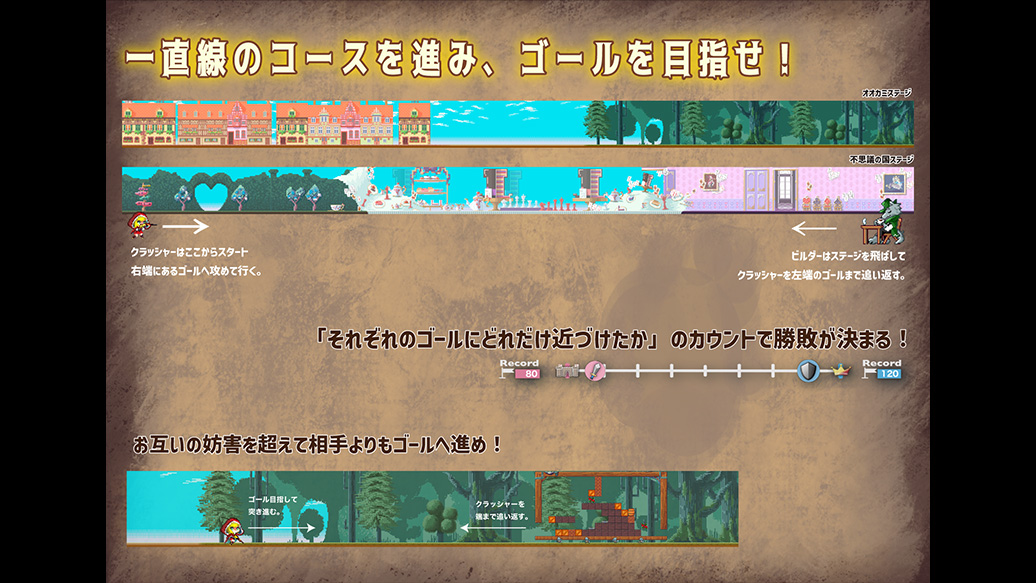 一直線のコースを進み、ゴールを目指せ！
オオカミステージ
不思議の国ステージ
クラッシャーはここからスタート
右端にあるゴールへ攻めて行く。
ビルダーはステージを飛ばして
クラッシャーを左端のゴールまで追い返す。
「それぞれのゴールにどれだけ近づけたか」のカウントで勝敗が決まる！
Record
80
Record
120
お互いの妨害を超えて相手よりもゴールへ進め！
ゴール目指して
突き進む。
クラッシャーを
端まで追い返す。